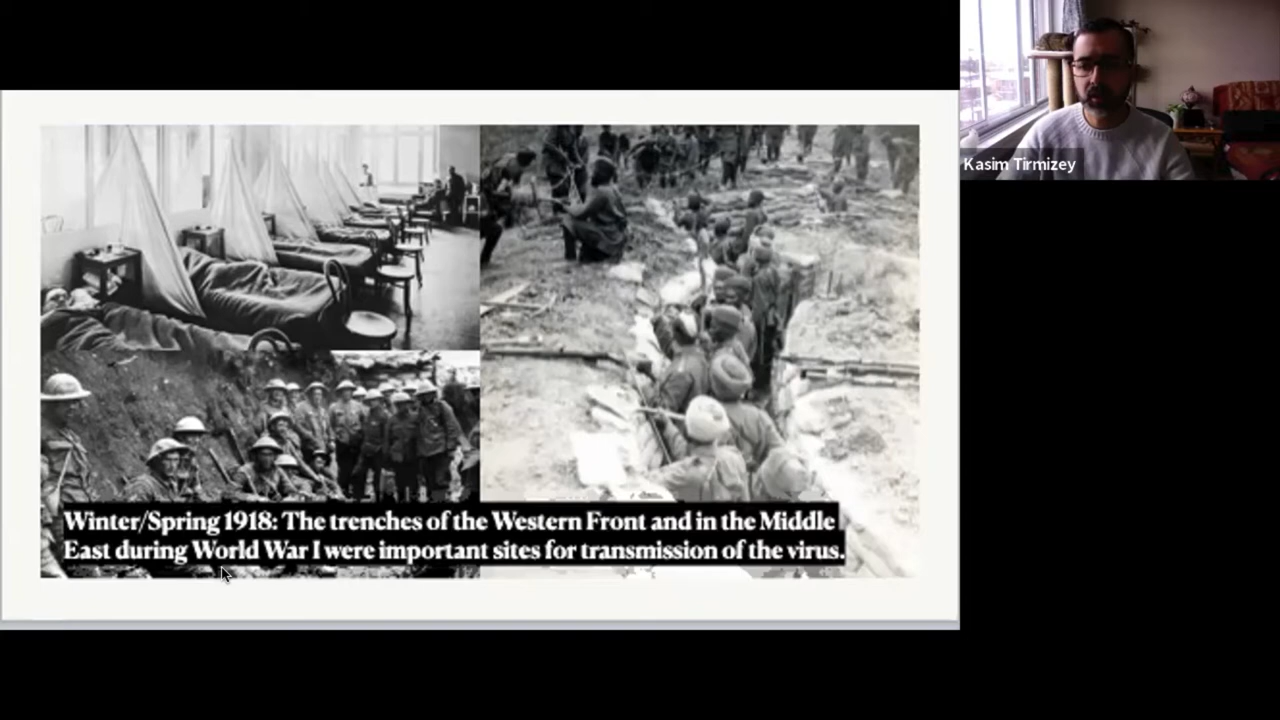 Kasim Tirmizey
Winter/Spring 1918: The trenches of the Western Front and in the Middle
East during World War I were important sites for transmission of the virus.